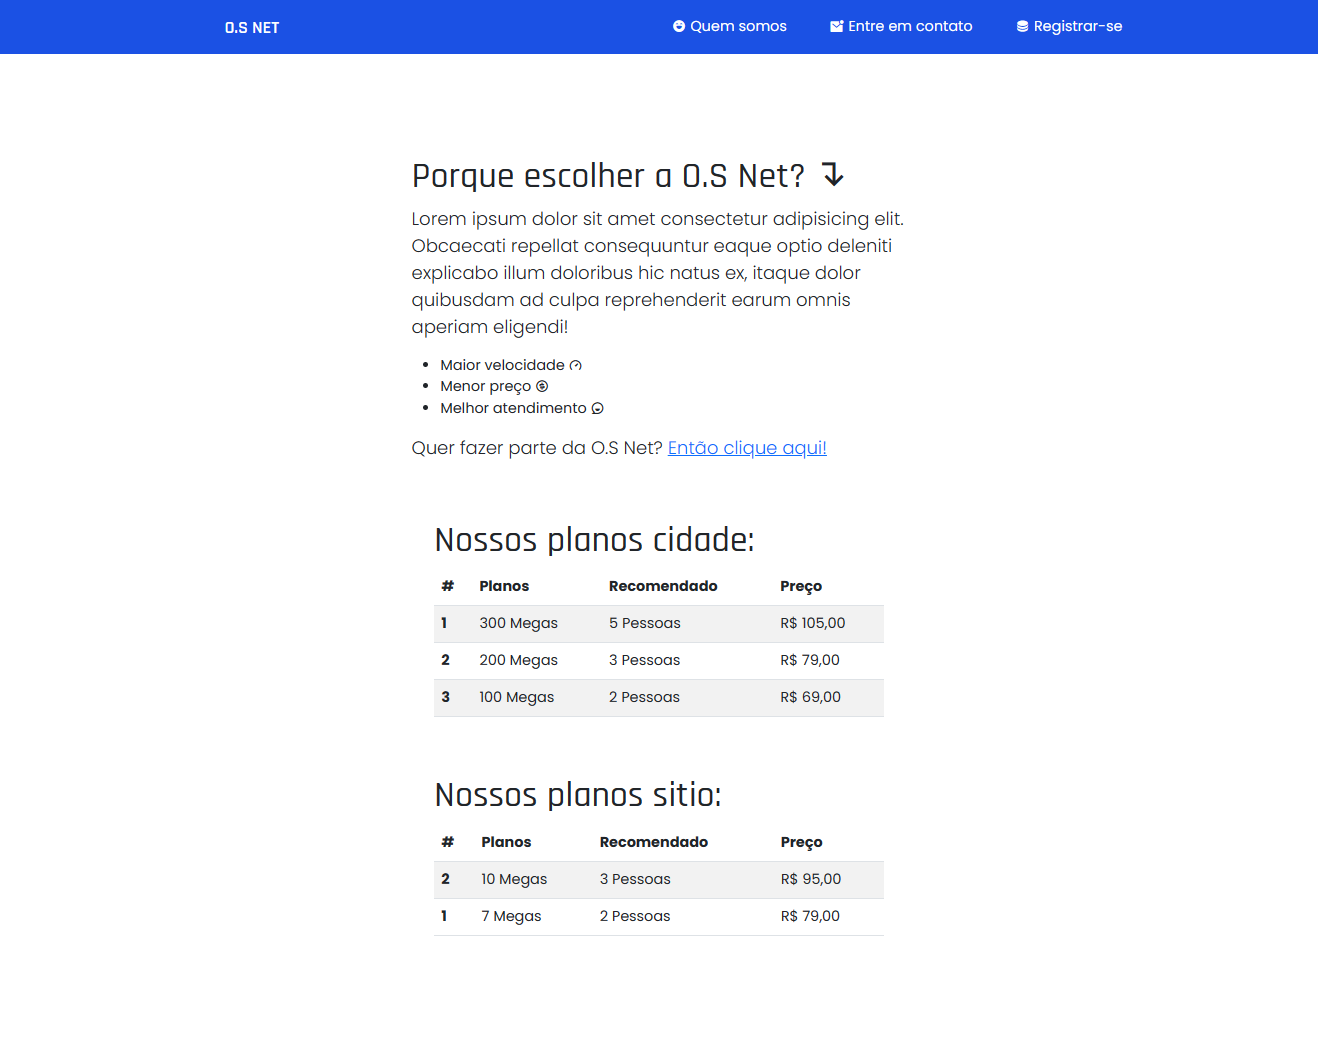 O.S NET
Quem somos
Entre em contato
Registrar-se
Porque escolher a O.S Net?
Lorem ipsum dolor sit amet consectetur adipisicing elit.
Obcaecati repellat consequuntur eaque optio deleniti
explicabo illum doloribus hic natus ex, itaque dolor
quibusdam ad culpa reprehenderit earum omnis
aperiam eligendi!
• Maior velocidade
• Menor preço
• Melhor atendimento
Quer fazer parte da O.S Net? Então clique aqui!
Nossos planos cidade:
# Planos Recomendado Preço
1 300 Megas 5 Pessoas R$ 105,00
2 200 Megas 3 Pessoas R$ 79,00
3 100 Megas 2 Pessoas R$ 69,00
Nossos planos sitio:
# Planos Recomendado Preço
2 10 Megas 3 Pessoas R$ 95,00
1 7 Megas 2 Pessoas R$ 79,00